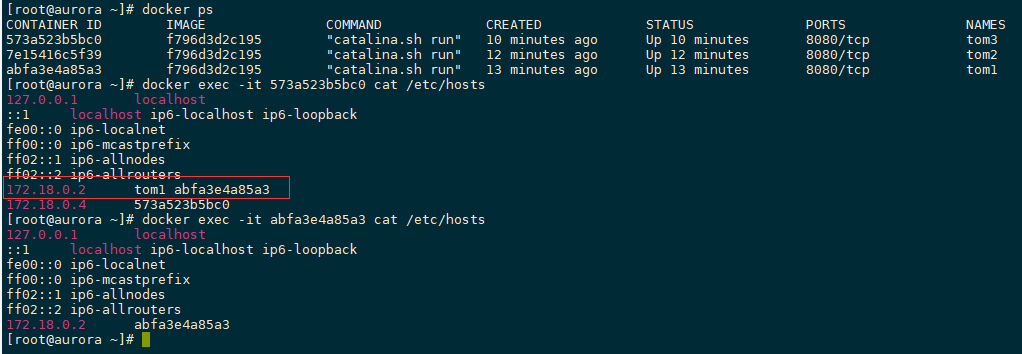 [root@aurora ~]# docker ps
CONTAINER ID        IMAGE               COMMAND             CREATED             STATUS              PORTS               NAMES
573a523b5bc0        f796d3d2c195        "catalina.sh run"   10 minutes ago      Up 10 minutes       8080/tcp            tom3
7e15416c5f39        f796d3d2c195        "catalina.sh run"   12 minutes ago      Up 12 minutes       8080/tcp            tom2
abfa3e4a85a3        f796d3d2c195        "catalina.sh run"   13 minutes ago      Up 13 minutes       8080/tcp            tom1
[root@aurora ~]# docker exec -it 573a523b5bc0 cat /etc/hosts
127.0.0.1       localhost
::1     localhost ip6-localhost ip6-loopback
fe00::0 ip6-localnet
ff00::0 ip6-mcastprefix
ff02::1 ip6-allnodes
ff02::2 ip6-allrouters
172.18.0.2      tom1 abfa3e4a85a3
172.18.0.4      573a523b5bc0
[root@aurora ~]# docker exec -it abfa3e4a85a3 cat /etc/hosts
127.0.0.1       localhost
::1     localhost ip6-localhost ip6-loopback
fe00::0 ip6-localnet
ff00::0 ip6-mcastprefix
ff02::1 ip6-allnodes
ff02::2 ip6-allrouters
172.18.0.2      abfa3e4a85a3
[root@aurora ~]#